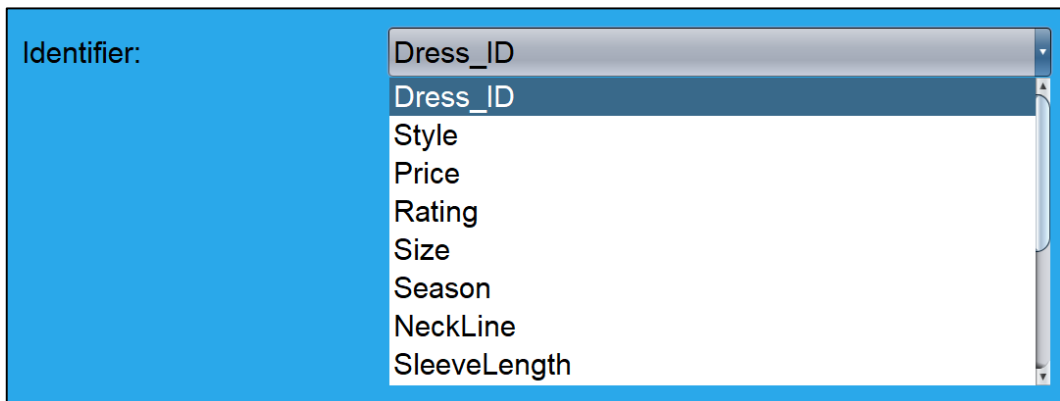 Identifier:
Dress_ID
Dress_ID
Style
Price
Rating
Size
Season
NeckLine
SleeveLength